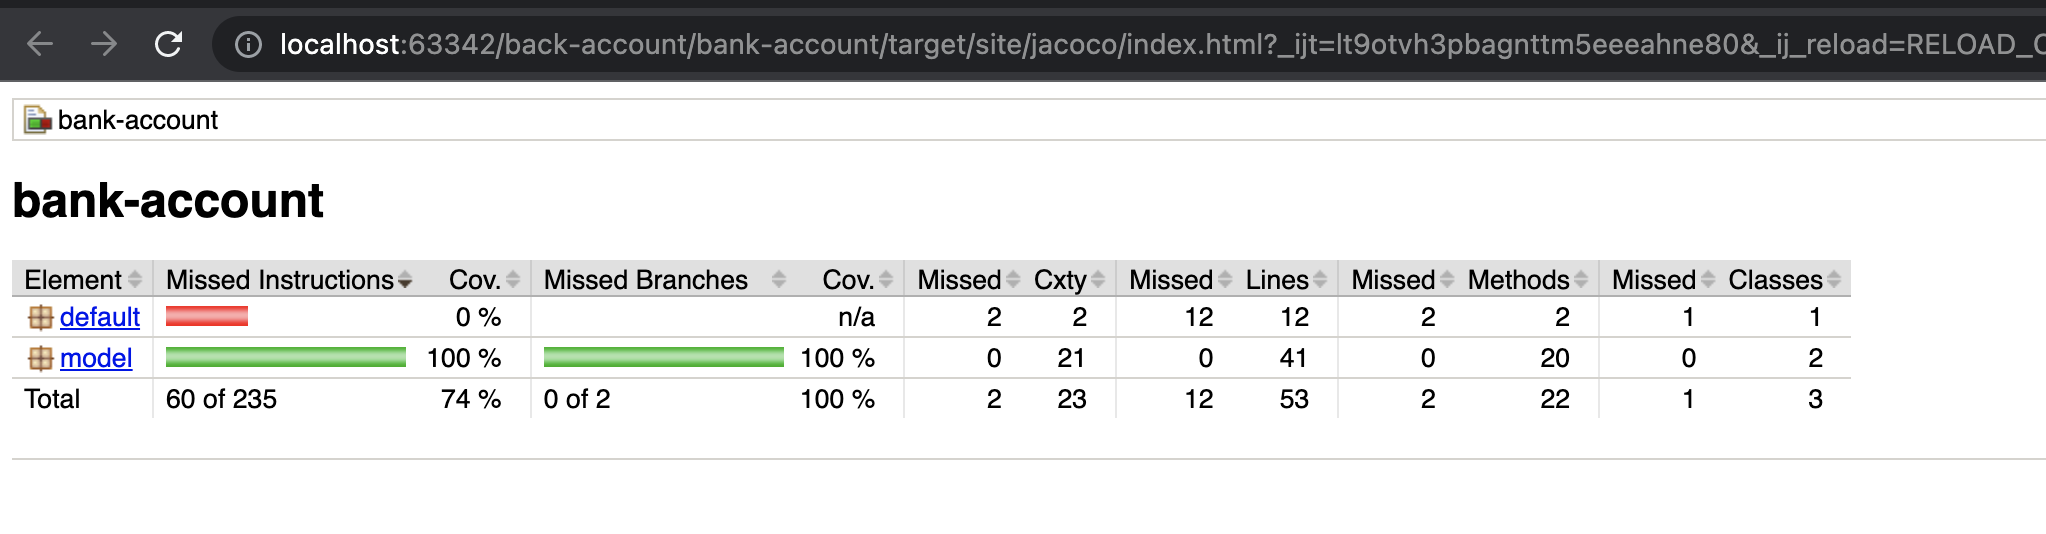 localhost:63342/back-account/bank-account/target/site/jacoco/index.html?_ijt=lt9otvh3pbagnttm5eeeahne80&_ij_reload=RELOAD_
bank-account
bank-account
Element Missed Instructions Cov. Missed Branches Cov. Missed Cxty Missed Lines Missed Methods Missed Classes
default 0 % n/a 2 2 12 12 2 2 1 1
model 100 % 100 % 0 21 0 41 0 20 0 2
Total 60 of 235 74 % 0 of 2 100 % 2 23 12 53 2 22 1 3